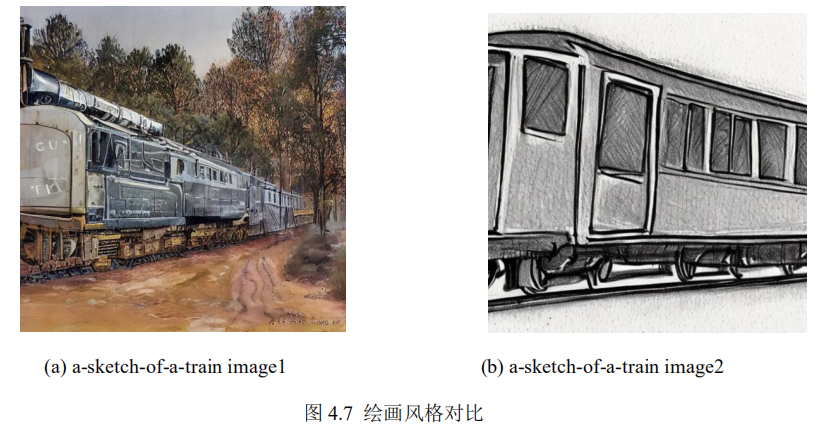 (a) a-sketch-of-a-train image1
(b) a-sketch-of-a-train image2
图 4.7 绘画风格对比